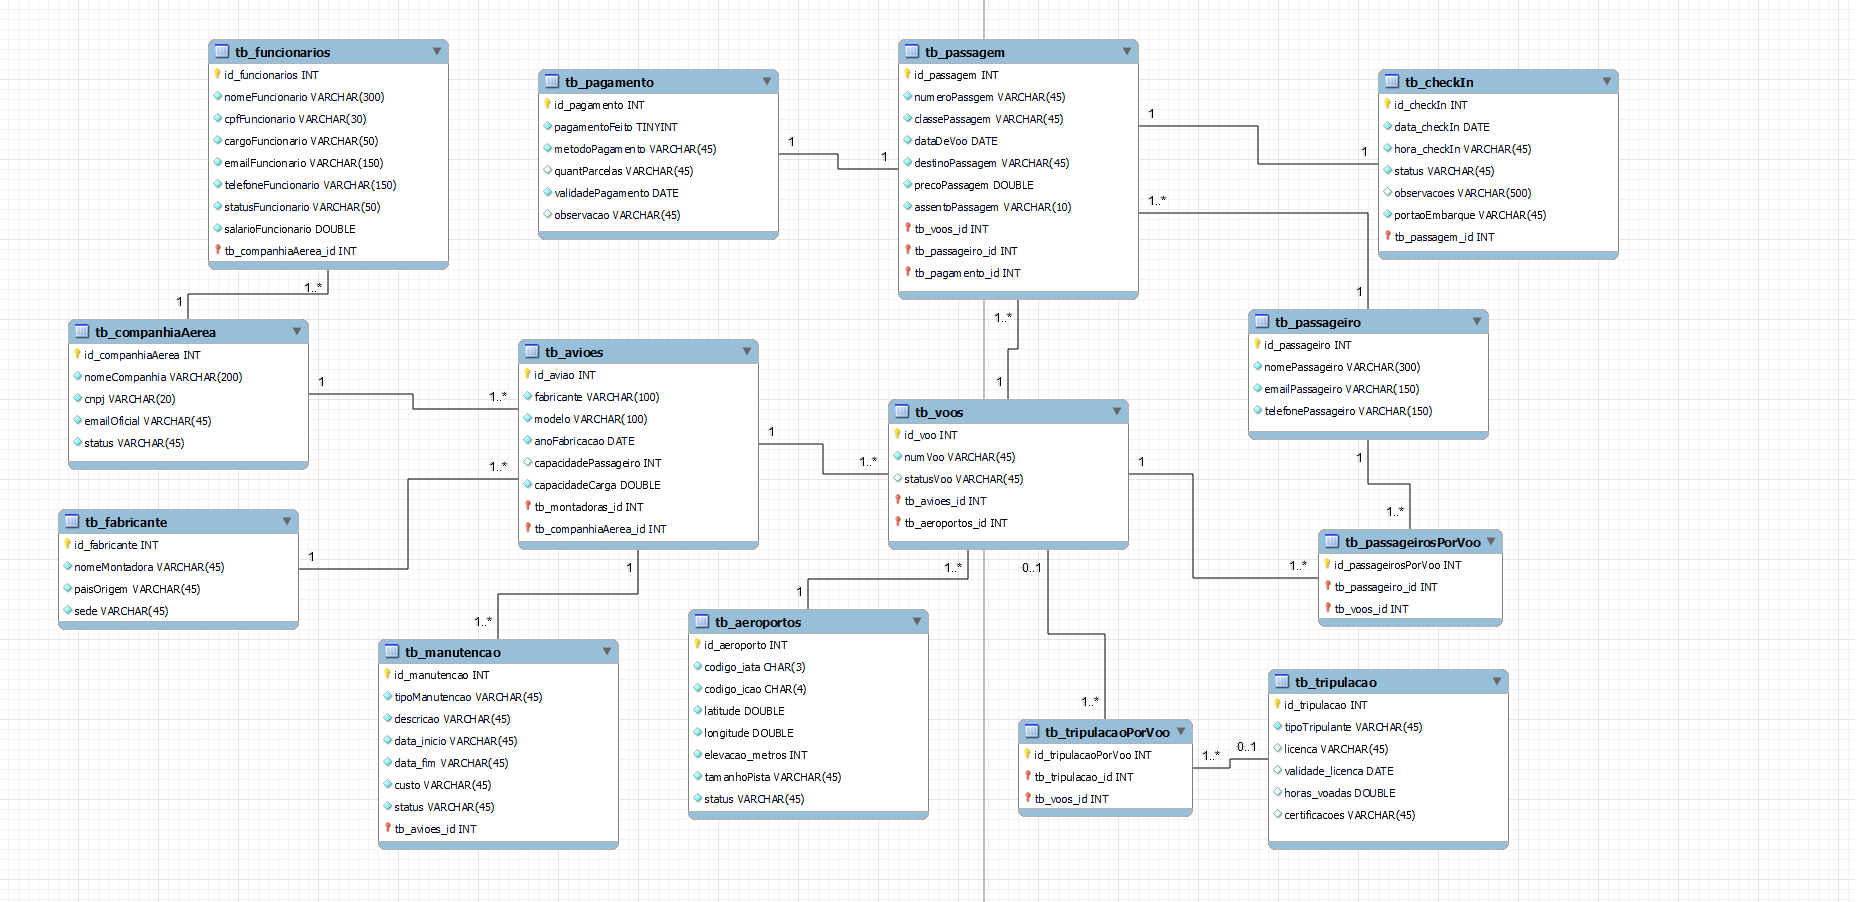 tb_funcionarios
id_funcionarios INT
nomeFuncionario VARCHAR(300)
cpfFuncionario VARCHAR(30)
cargoFuncionario VARCHAR(50)
emailFuncionario VARCHAR(150)
telefoneFuncionario VARCHAR(150)
statusFuncionario VARCHAR(50)
salarioFuncionario DOUBLE
tb_companhiaAerea_id INT
1..*
1
tb_pagamento
id_pagamento INT
pagamentoFeito TINYINT
metodoPagamento VARCHAR(45)
quantParcelas VARCHAR(45)
validadePagamento DATE
observacao VARCHAR(45)
1
1
tb_passagem
id_passagem INT
numeroPassgem VARCHAR(45)
classePassagem VARCHAR(45)
dataDeVoo DATE
destinoPassagem VARCHAR(45)
precoPassagem DOUBLE
assentoPassagem VARCHAR(10)
tb_voos_id INT
tb_passageiro_id INT
tb_pagamento_id INT
1
1
1..*
1
1..*
1
tb_checkIn
id_checkIn INT
data_checkIn DATE
hora_checkIn VARCHAR(45)
status VARCHAR(45)
observacoes VARCHAR(500)
portaoEmbarque VARCHAR(45)
tb_passagem_id INT
tb_companhiaAerea
id_companhiaAerea INT
nomeCompanhia VARCHAR(200)
cnpj VARCHAR(20)
emailOficial VARCHAR(45)
status VARCHAR(45)
1
1..*
tb_avioes
id_aviao INT
fabricante VARCHAR(100)
modelo VARCHAR(100)
anoFabricacao DATE
capacidadePassageiro INT
capacidadeCarga DOUBLE
tb_montadoras_id INT
tb_companhiaAerea_id INT
1
1..*
1..*
1
1
1..*
tb_passageiro
id_passageiro INT
nomePassageiro VARCHAR(300)
emailPassageiro VARCHAR(150)
telefonePassageiro VARCHAR(150)
1
1..*
tb_voos
id_voo INT
numVoo VARCHAR(45)
statusVoo VARCHAR(45)
tb_avioes_id INT
tb_aeroportos_id INT
1
1..*
1..*
1
0..1
1..*
tb_fabricante
id_fabricante INT
nomeMontadora VARCHAR(45)
paisOrigem VARCHAR(45)
sede VARCHAR(45)
tb_passageirosPorVoo
id_passageirosPorVoo INT
tb_passageiro_id INT
tb_voos_id INT
tb_manutencao
id_manutencao INT
tipoManutencao VARCHAR(45)
descricao VARCHAR(45)
data_inicio VARCHAR(45)
data_fim VARCHAR(45)
custo VARCHAR(45)
status VARCHAR(45)
tb_avioes_id INT
tb_aeroportos
id_aeroporto INT
codigo_iata CHAR(3)
codigo_icao CHAR(4)
latitude DOUBLE
longitude DOUBLE
elevacao_metros INT
tamanhoPista VARCHAR(45)
status VARCHAR(45)
tb_tripulacaoPorVoo
id_tripulacaoPorVoo INT
tb_tripulacao_id INT
tb_voos_id INT
1..*
0..1
tb_tripulacao
id_tripulacao INT
tipoTripulante VARCHAR(45)
licenca VARCHAR(45)
validade_licenca DATE
horas_voadas DOUBLE
certificacoes VARCHAR(45)